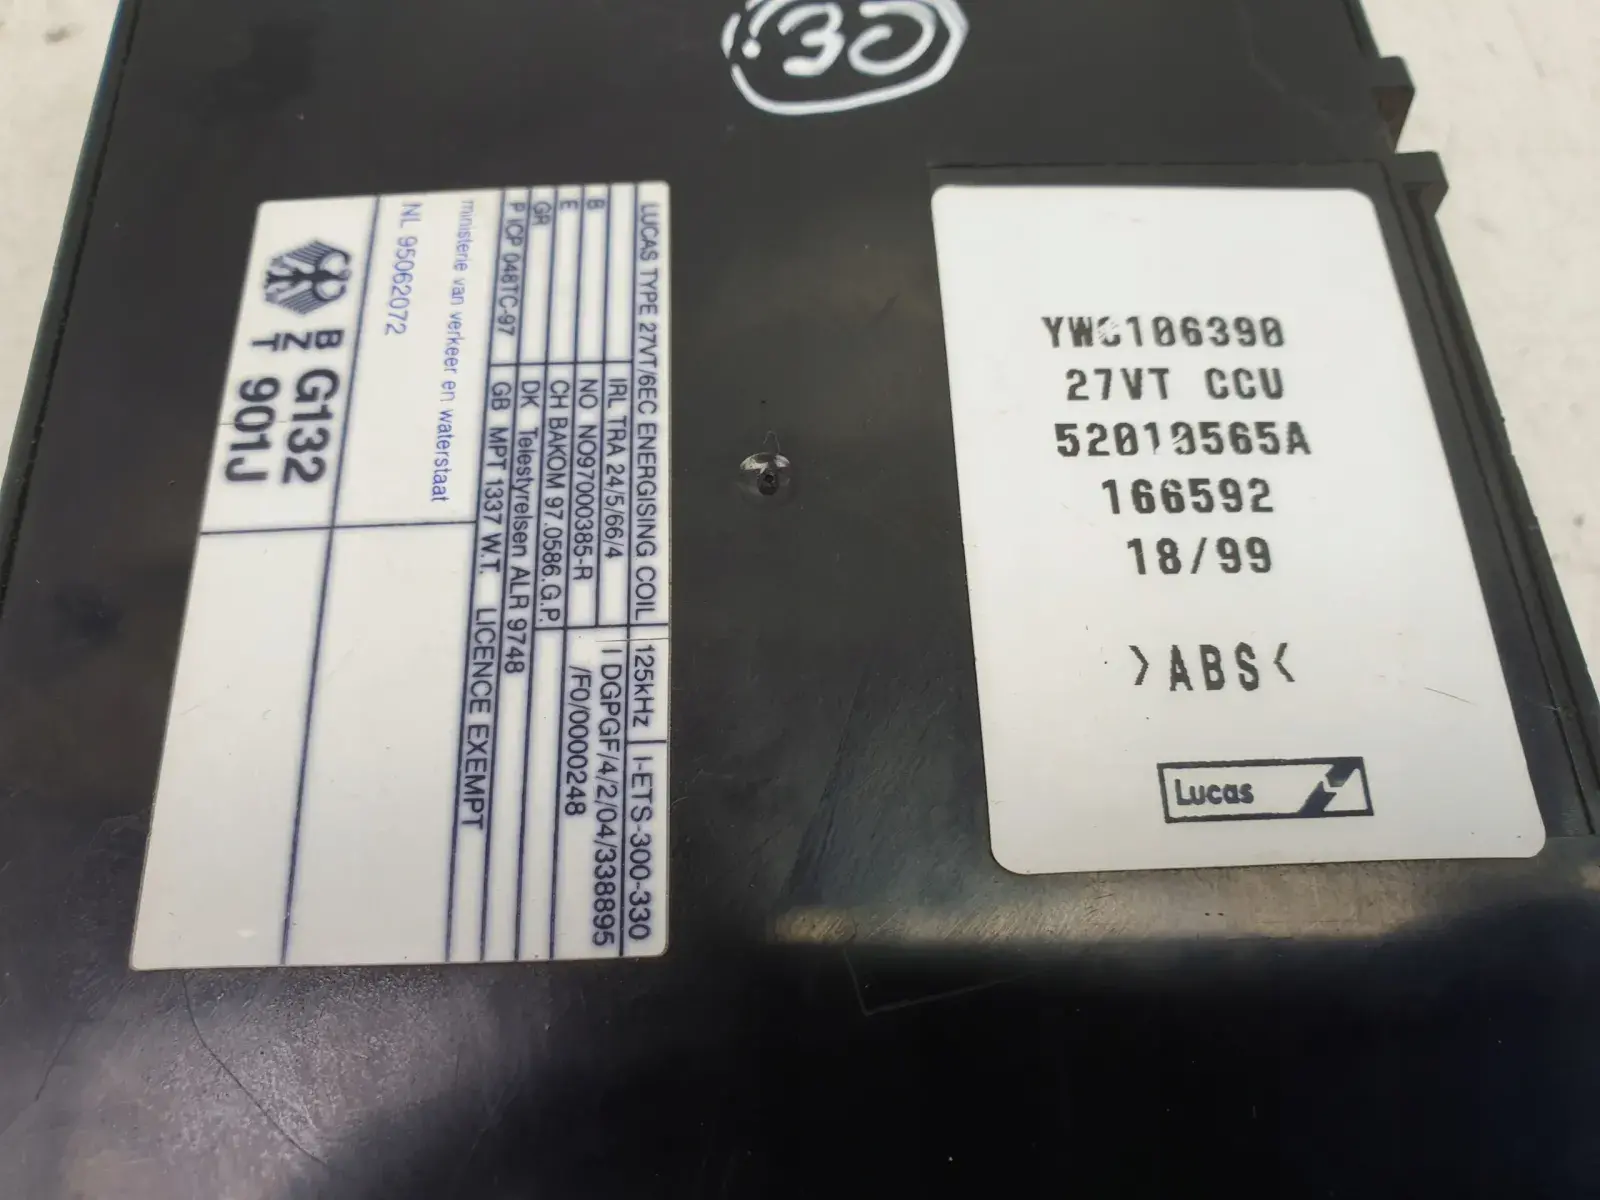 30
LUCAS TYPE 27VT/6EC ENERGISING COIL 125kHz I-ETS-300-330
B IRL TRA 24/5/66/4 I DGPGF/4/2/04/338895
E NO NO97000385-R /F0/0000248
GR CH BAKOM 97.0586.G.P.
P ICP 048TC-97 DK Telestyrelsen ALR 9748
GB MPT 1337 W.T. LICENCE EXEMPT
ministerie van verkeer en waterstaat
NL 95062072
B Z T
G132
901J
YWC106390
27VT CCU
52010565A
166592
18/99
>ABS<
Lucas